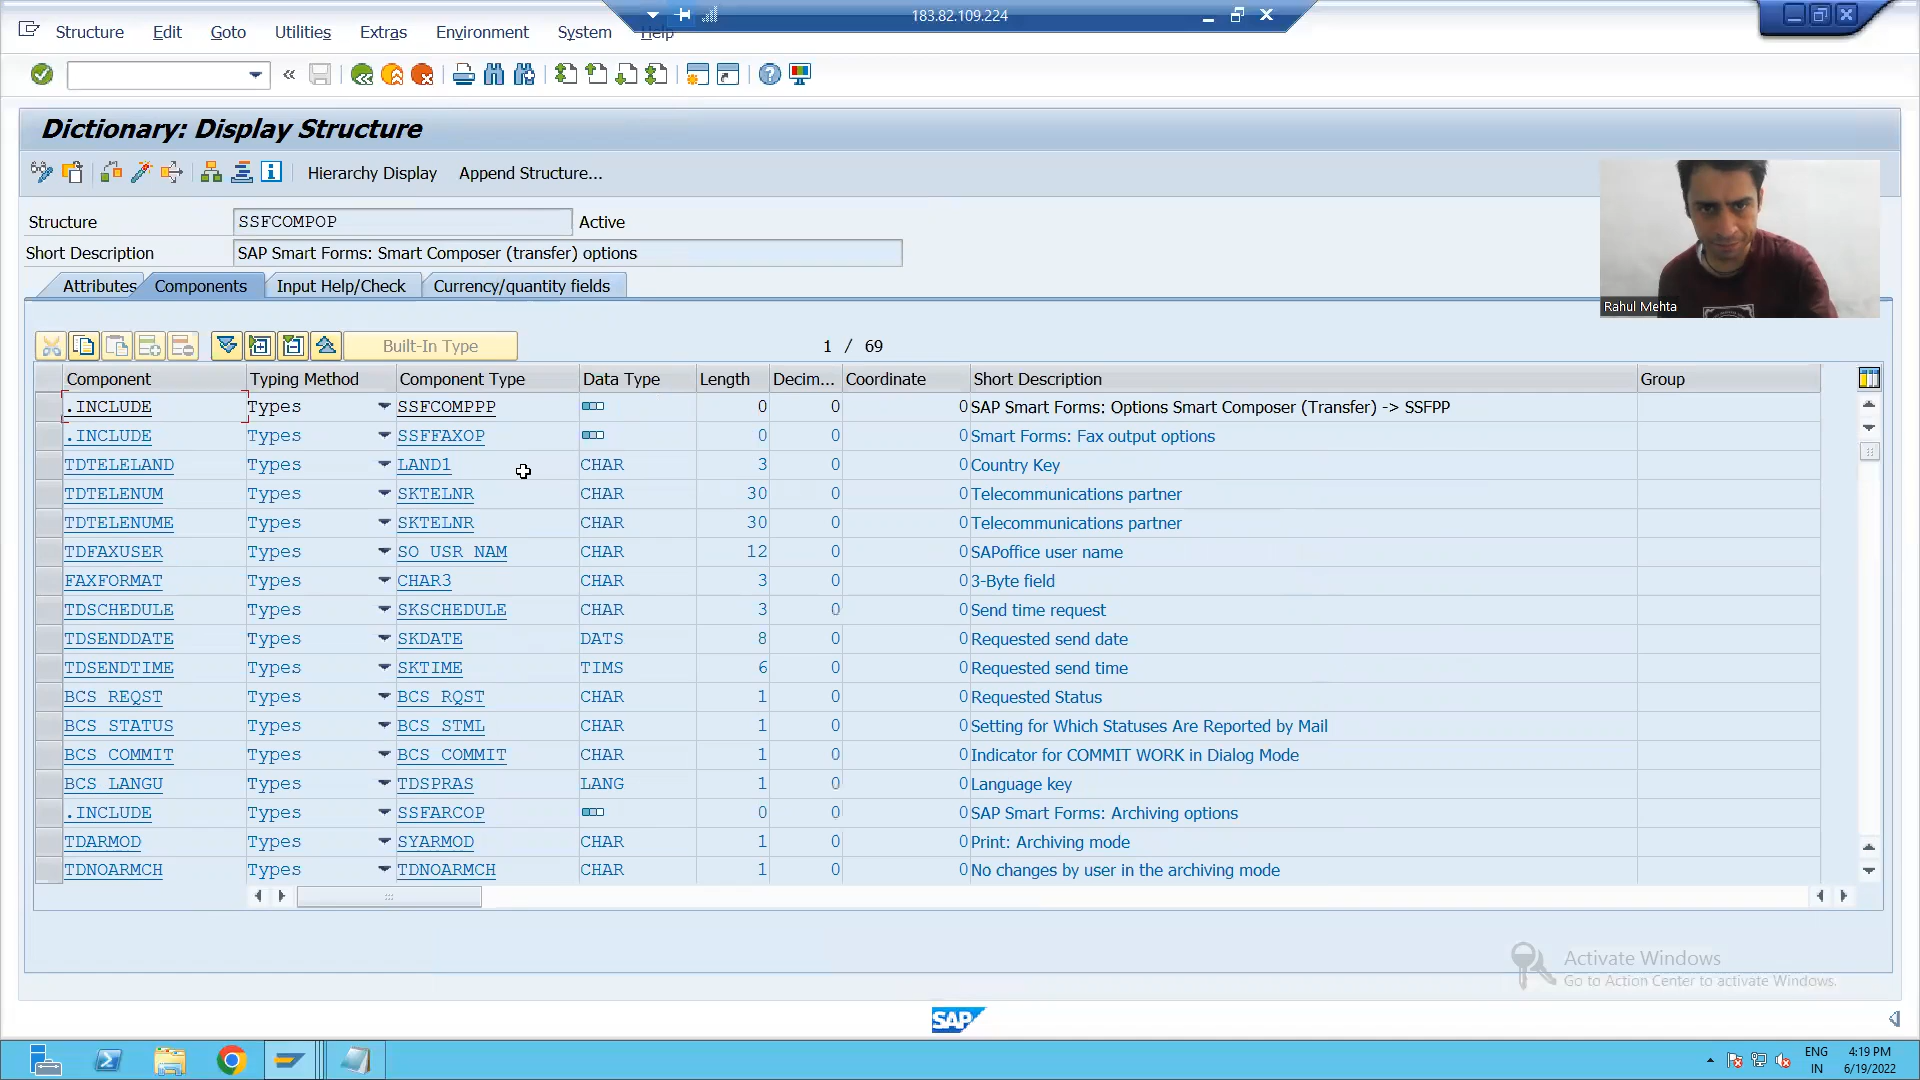 183.82.109.224
Structure Edit Goto Utilities Extras Environment System Help
Dictionary: Display Structure
Hierarchy Display Append Structure...
Structure SSFCOMPOP Active
Short Description SAP Smart Forms: Smart Composer (transfer) options
Rahul Mehta
Attributes Components Input Help/Check Currency/quantity fields
Built-In Type 1 / 69
Component Typing Method Component Type Data Type Length Decim... Coordinate Short Description Group
.INCLUDE Types SSFCOMPPP 0 0 0 SAP Smart Forms: Options Smart Composer (Transfer) -> SSFPP
.INCLUDE Types SSFFAXOP 0 0 0 Smart Forms: Fax output options
TDTELELAND Types LAND1 CHAR 3 0 0 Country Key
TDTELENUM Types SKTELNR CHAR 30 0 0 Telecommunications partner
TDTELENUME Types SKTELNR CHAR 30 0 0 Telecommunications partner
TDFAXUSER Types SO_USR_NAM CHAR 12 0 0 SAPoffice user name
FAXFORMAT Types CHAR3 CHAR 3 0 0 3-Byte field
TDSCHEDULE Types SKSCHEDULE CHAR 3 0 0 Send time request
TDSENDDATE Types SKDATE DATS 8 0 0 Requested send date
TDSENDTIME Types SKTIME TIMS 6 0 0 Requested send time
BCS_REQST Types BCS_RQST CHAR 1 0 0 Requested Status
BCS_STATUS Types BCS_STML CHAR 1 0 0 Setting for Which Statuses Are Reported by Mail
BCS_COMMIT Types BCS_COMMIT CHAR 1 0 0 Indicator for COMMIT WORK in Dialog Mode
BCS_LANGU Types TDSPRAS LANG 1 0 0 Language key
.INCLUDE Types SSFARCOP 0 0 0 SAP Smart Forms: Archiving options
TDARMOD Types SYARMOD CHAR 1 0 0 Print: Archiving mode
TDNOARMCH Types TDNOARMCH CHAR 1 0 0 No changes by user in the archiving mode
Activate Windows
Go to Action Center to activate Windows.
SAP
ENG 4:19 PM
IN 6/19/2022